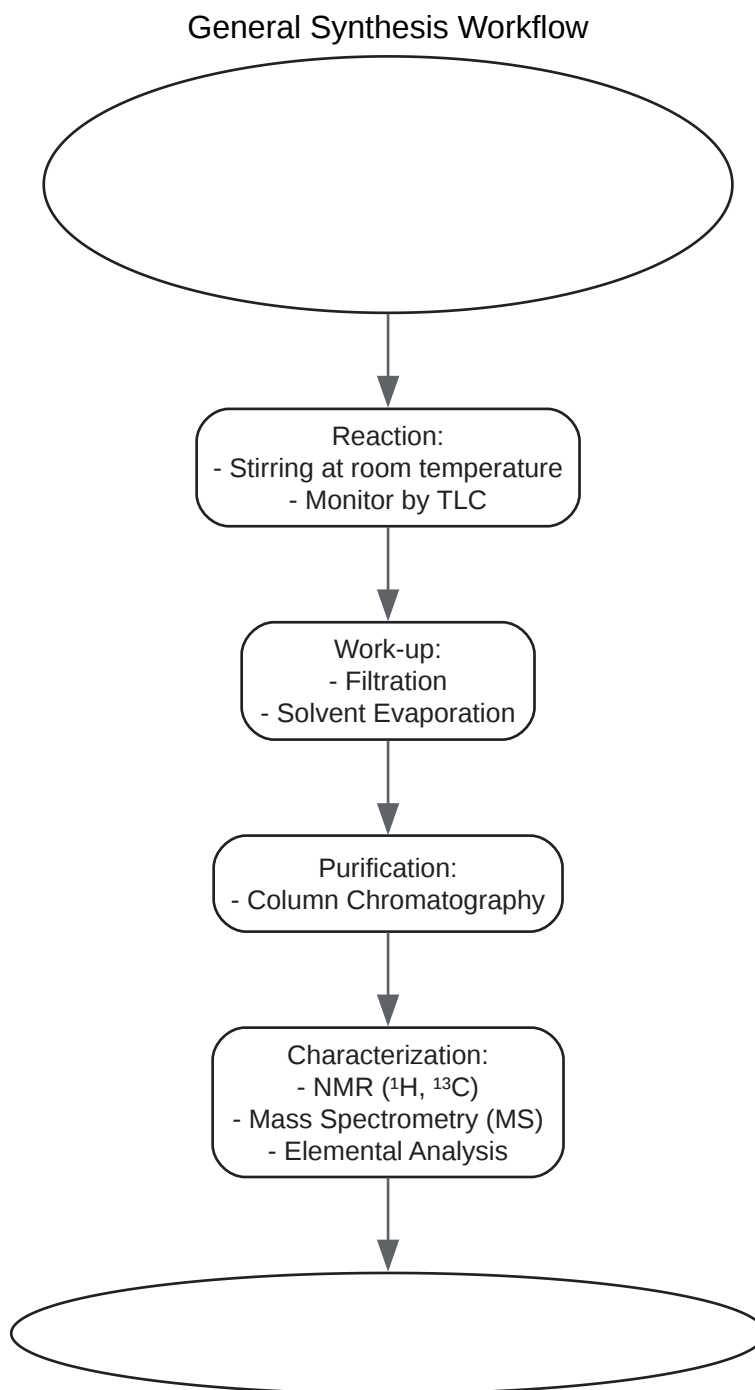 General Synthesis Workflow
Reaction:
- Stirring at room temperature
- Monitor by TLC
Work-up:
- Filtration
- Solvent Evaporation
Purification:
- Column Chromatography
Characterization:
- NMR (¹H, ¹³C)
- Mass Spectrometry (MS)
- Elemental Analysis